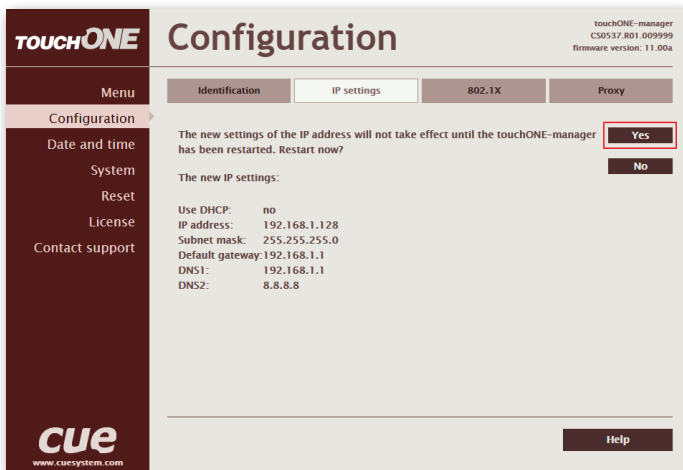 TOUCHONE
Configuration
touchONE-manager
CS0537.R01.009999
firmware version: 11.00a
Menu
Configuration
Date and time
System
Reset
License
Contact support
Identification
IP settings
802.1X
Proxy
The new settings of the IP address will not take effect until the touchONE-manager
has been restarted. Restart now?
Yes
No
The new IP settings:
Use DHCP: no
IP address: 192.168.1.128
Subnet mask: 255.255.255.0
Default gateway:192.168.1.1
DNS1: 192.168.1.1
DNS2: 8.8.8.8
cue
www.cuesystem.com
Help